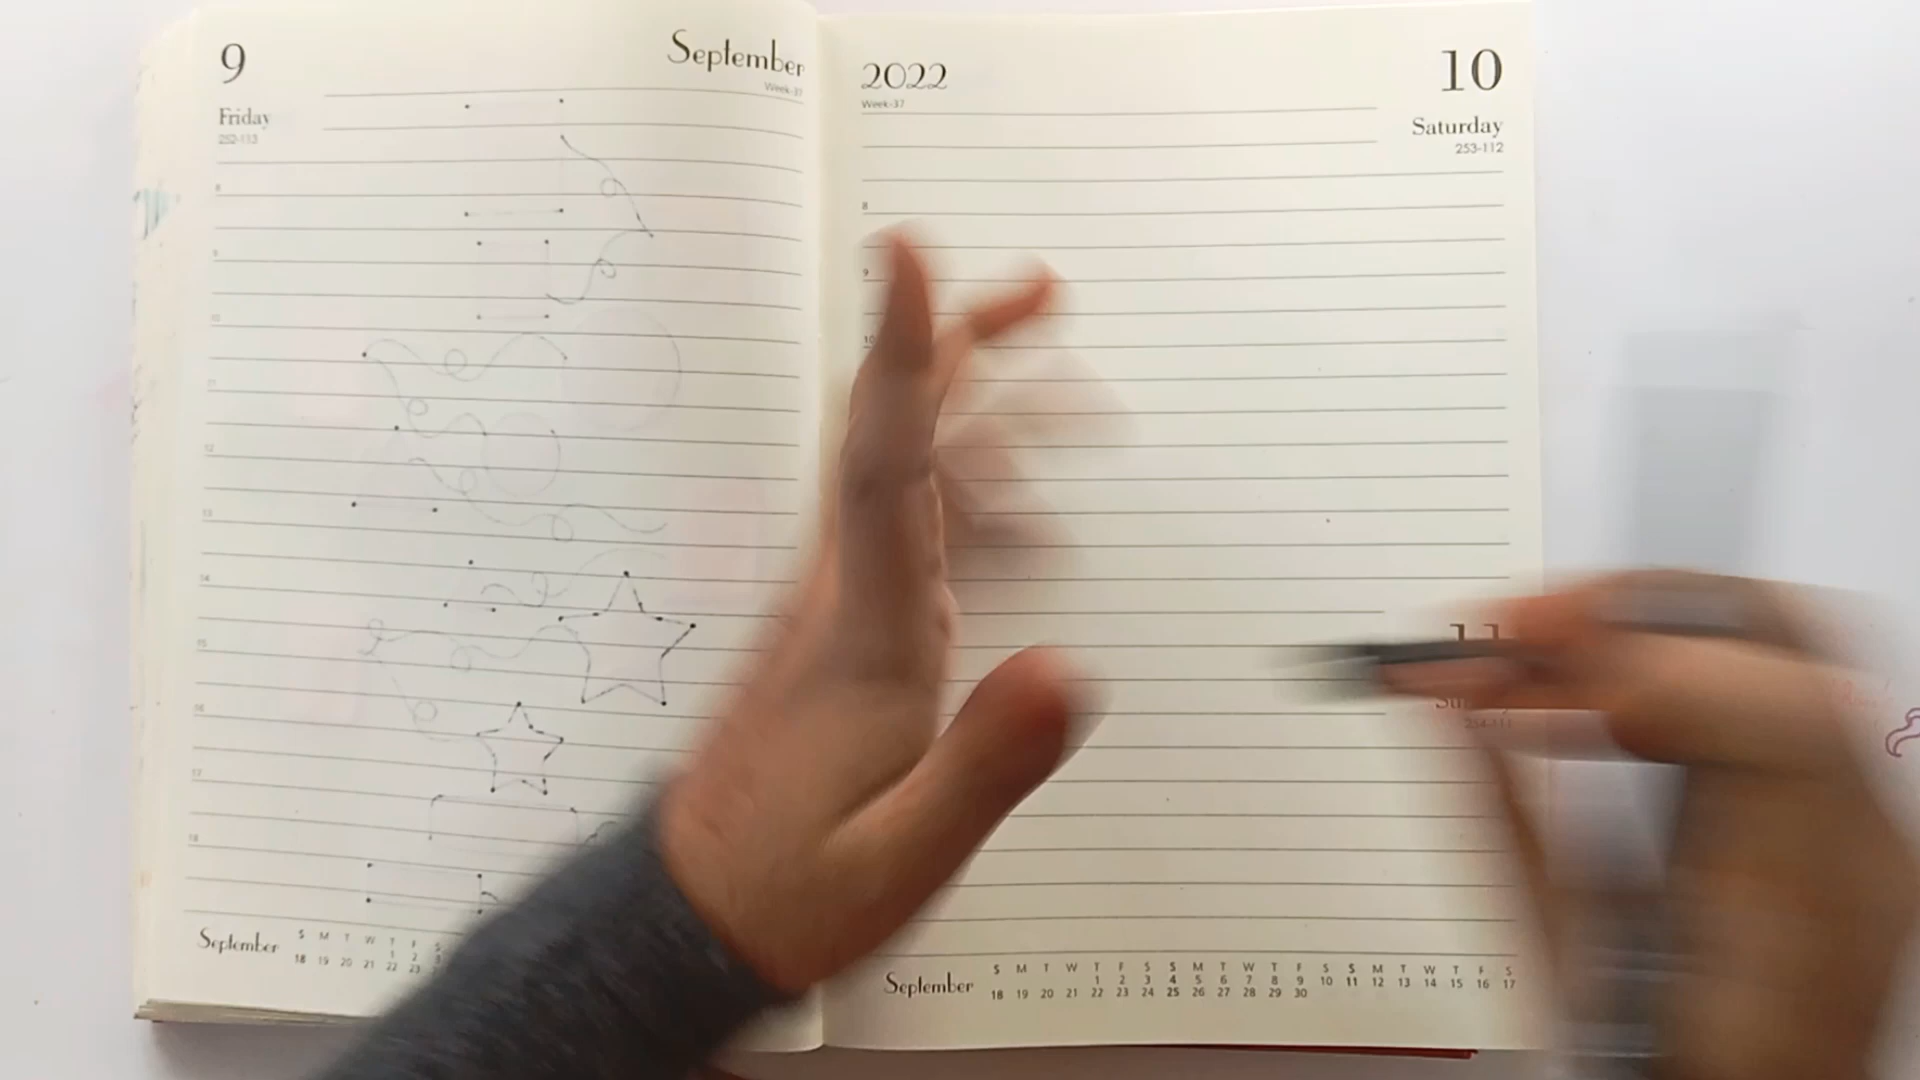 9
September
Week-37
Friday
252-113
8
9
10
11
12
13
14
15
16
17
18
September
S M T W T F S
1 2 3
18 19 20 21 22 23
2022
Week-37
10
Saturday
253-112
8
9
10
11
254-111
September
S M T W T F S S M T W T F S S M T W T F S
1 2 3 4 5 6 7 8 9 10 11 12 13 14 15 16 17
18 19 20 21 22 23 24 25 26 27 28 29 30